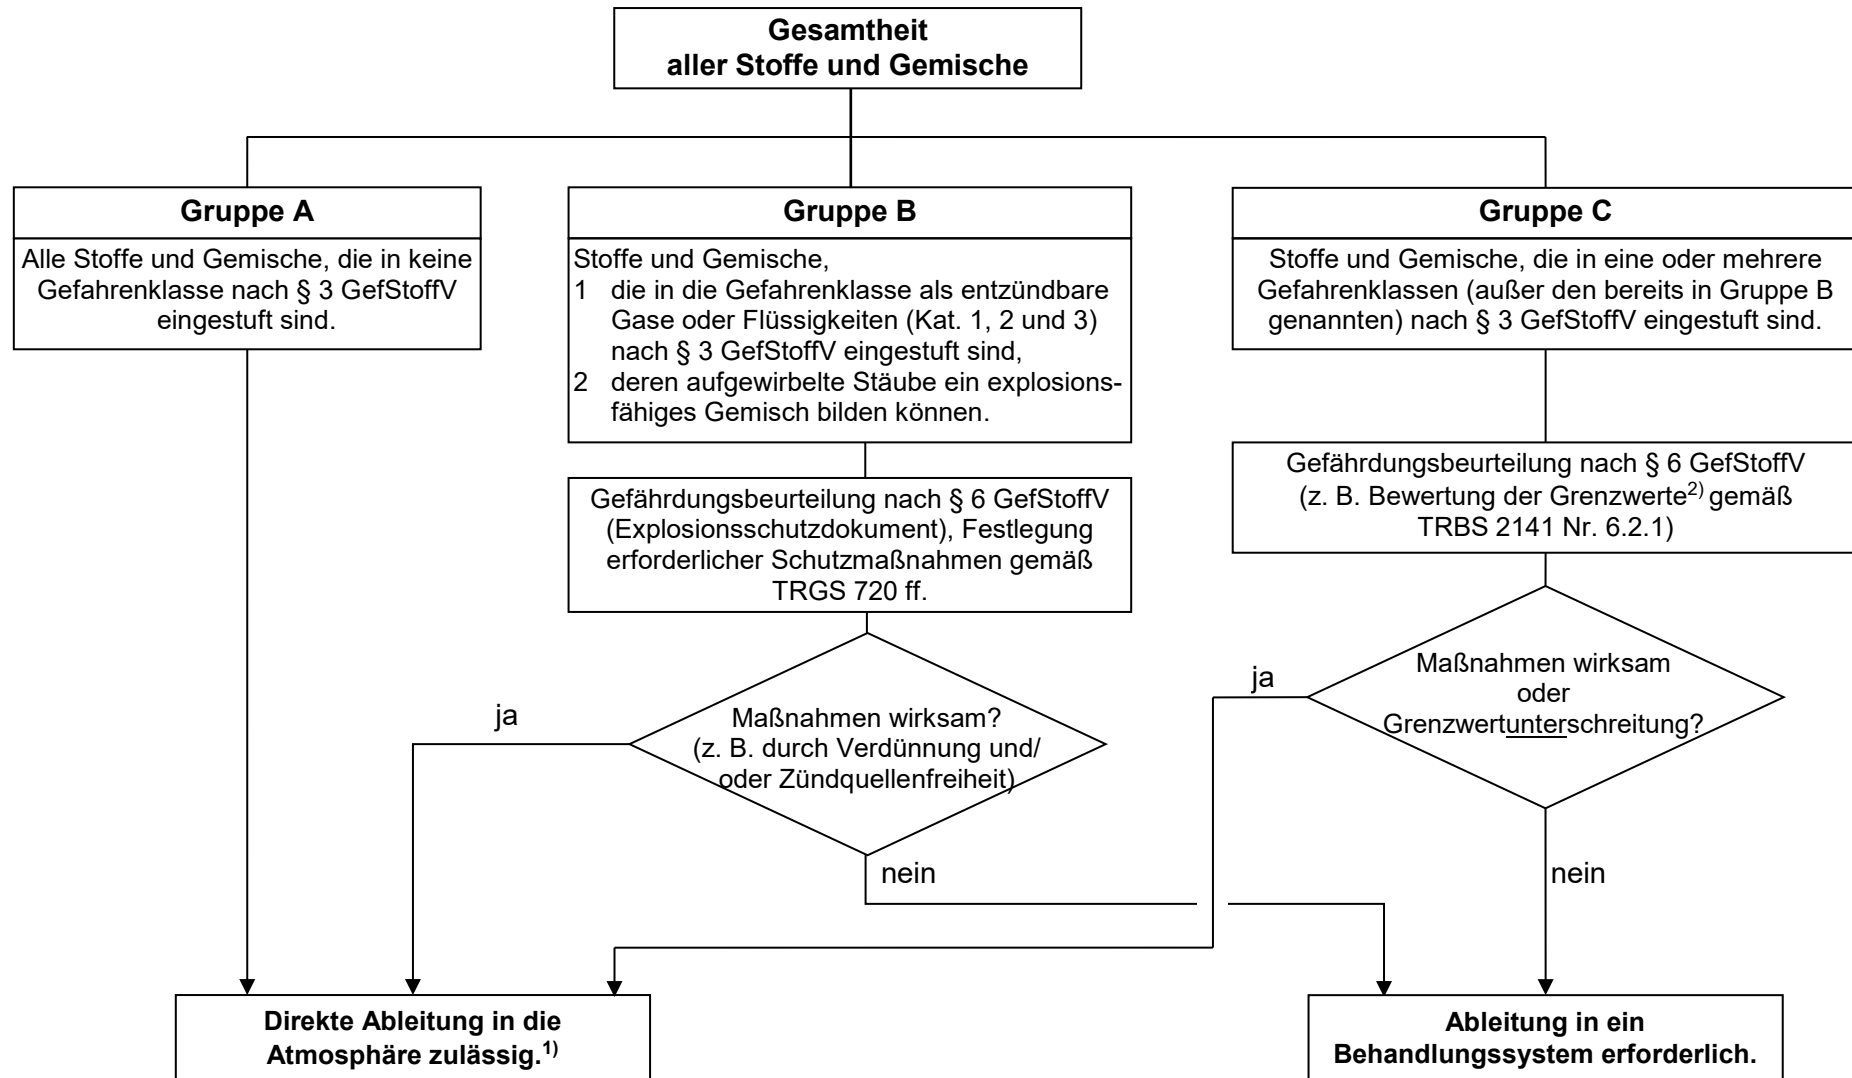 Gesamtheit
aller Stoffe und Gemische
Gruppe A
Alle Stoffe und Gemische, die in keine
Gefahrenklasse nach § 3 GefStoffV
eingestuft sind.
Gruppe B
Stoffe und Gemische,
1 die in die Gefahrenklasse als entzündbare
Gase oder Flüssigkeiten (Kat. 1, 2 und 3)
nach § 3 GefStoffV eingestuft sind,
2 deren aufgewirbelte Stäube ein explosions-
fähiges Gemisch bilden können.
Gruppe C
Stoffe und Gemische, die in eine oder mehrere
Gefahrenklassen (außer den bereits in Gruppe B
genannten) nach § 3 GefStoffV eingestuft sind.
Gefährdungsbeurteilung nach § 6 GefStoffV
(Explosionsschutzdokument), Festlegung
erforderlicher Schutzmaßnahmen gemäß
TRGS 720 ff.
Gefährdungsbeurteilung nach § 6 GefStoffV
(z. B. Bewertung der Grenzwerte2) gemäß
TRBS 2141 Nr. 6.2.1)
ja
Maßnahmen wirksam?
(z. B. durch Verdünnung und/
oder Zündquellenfreiheit)
nein
ja
Maßnahmen wirksam
oder
Grenzwertunterschreitung?
nein
Direkte Ableitung in die
Atmosphäre zulässig.1)
Ableitung in ein
Behandlungssystem erforderlich.